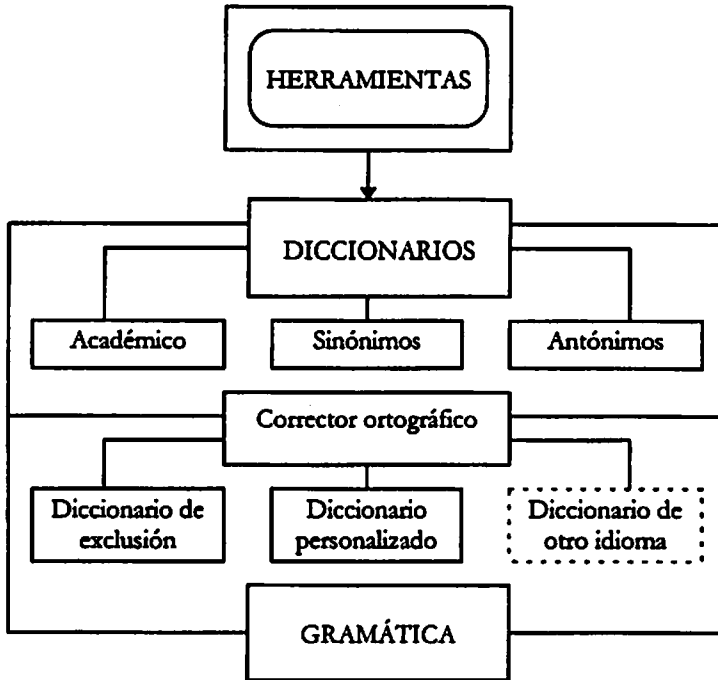 HERRAMIENTAS
DICCIONARIOS
Académico
Sinónimos
Antónimos
Corrector ortográfico
Diccionario de
exclusión
Diccionario
personalizado
Diccionario de
otro idioma
GRAMÁTICA